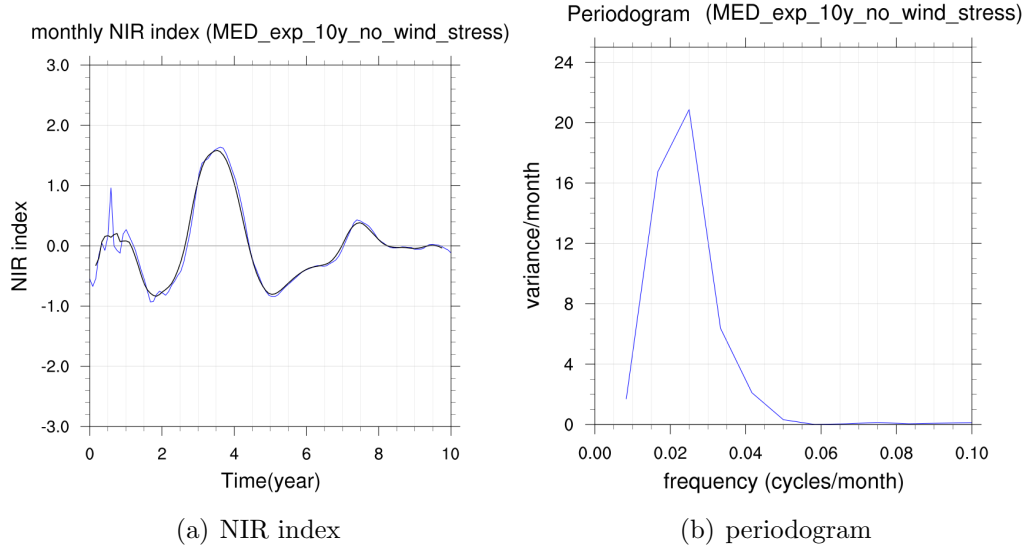 monthly NIR index (MED_exp_10y_no_wind_stress)
3.0
2.0
1.0
0.0
-1.0
-2.0
-3.0
NIR index
0 2 4 6 8 10
Time(year)
(a) NIR index
Periodogram (MED_exp_10y_no_wind_stress)
24
20
16
12
8
4
0
variance/month
0.00 0.02 0.04 0.06 0.08 0.10
frequency (cycles/month)
(b) periodogram